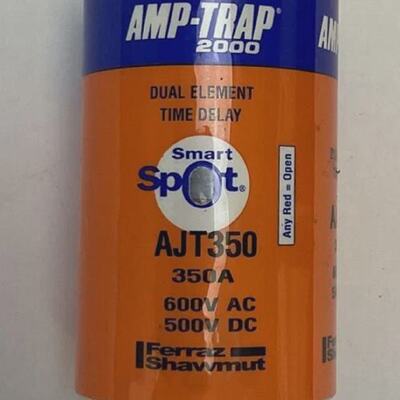 AMP-TRAP®
2000
DUAL ELEMENT
TIME DELAY
Smart
Spot®
Any Red = Open
AJT350
350A
600V AC
500V DC
Ferraz
Shawmut
AMP-T